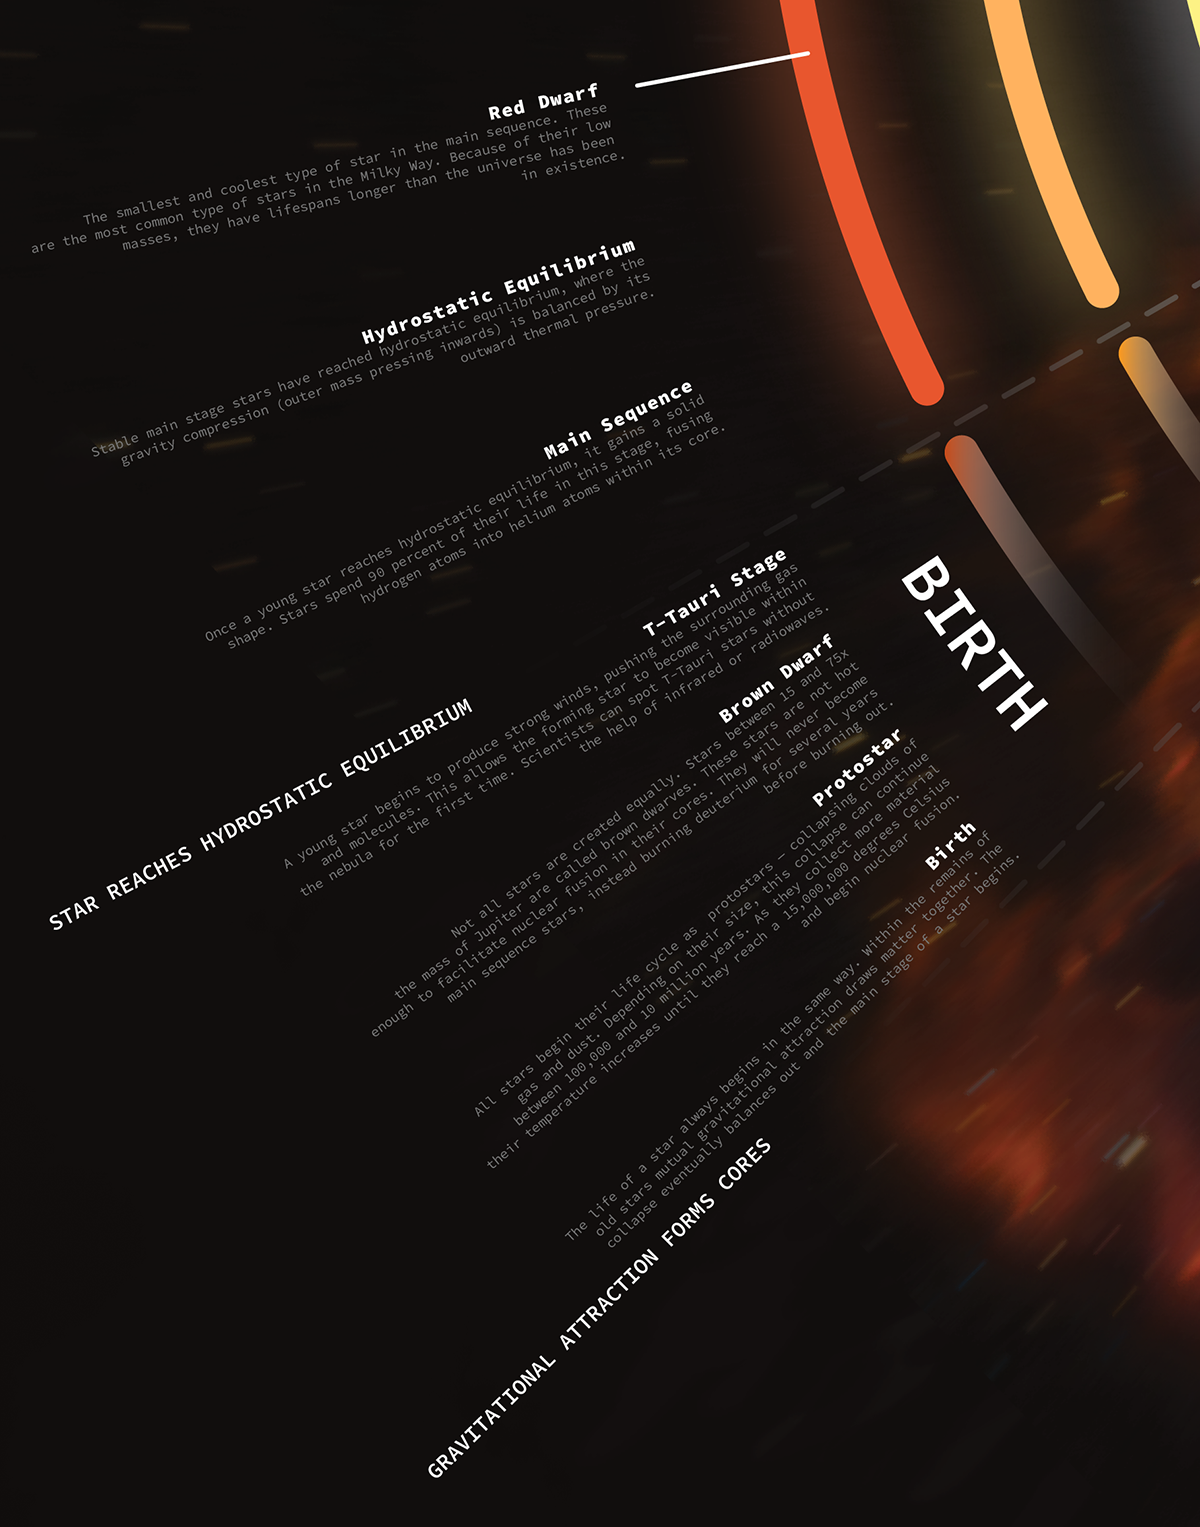 Red Dwarf
The smallest and coolest type of star in the main sequence. These
are the most common type of stars in the Milky Way. Because of their low
masses, they have lifespans longer than the universe has been
in existence.
Hydrostatic Equilibrium
Stable main stage stars have reached hydrostatic equilibrium, where the
gravity compression (outer mass pressing inwards) is balanced by its
outward thermal pressure.
Main Sequence
Once a young star reaches hydrostatic equilibrium, it gains a solid
shape. Stars spend 90 percent of their life in this stage, fusing
hydrogen atoms into helium atoms within its core.
STAR REACHES HYDROSTATIC EQUILIBRIUM
T-Tauri Stage
A young star begins to produce strong winds, pushing the surrounding gas
and molecules. This allows the forming star to become visible within
the nebula for the first time. Scientists can spot T-Tauri stars without
the help of infrared or radiowaves.
BIRTH
Brown Dwarf
Not all stars are created equally. Stars between 15 and 75x
the mass of Jupiter are called brown dwarves. These stars are not hot
enough to facilitate nuclear fusion in their cores. They will never become
main sequence stars, instead burning deuterium for several years
before burning out.
Protostar
All stars begin their life cycle as protostars – collapsing clouds of
gas and dust. Depending on their size, this collapse can continue
between 100,000 and 10 million years. As they collect more material
their temperature increases until they reach a 15,000,000 degrees Celsius
and begin nuclear fusion.
Birth
The life of a star always begins in the same way. Within the remains of
old stars mutual gravitational attraction draws matter together. The
collapse eventually balances out and the main stage of a star begins.
GRAVITATIONAL ATTRACTION FORMS CORES